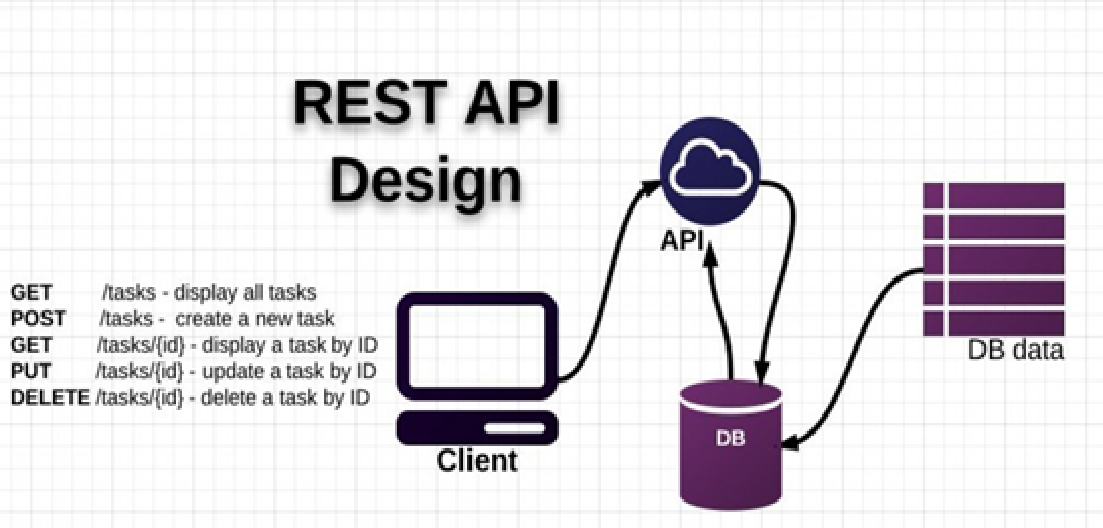 REST API
Design
API
GET /tasks - display all tasks
POST /tasks - create a new task
GET /tasks/{id} - display a task by ID
PUT /tasks/{id} - update a task by ID
DELETE /tasks/{id} - delete a task by ID
DB data
DB
Client